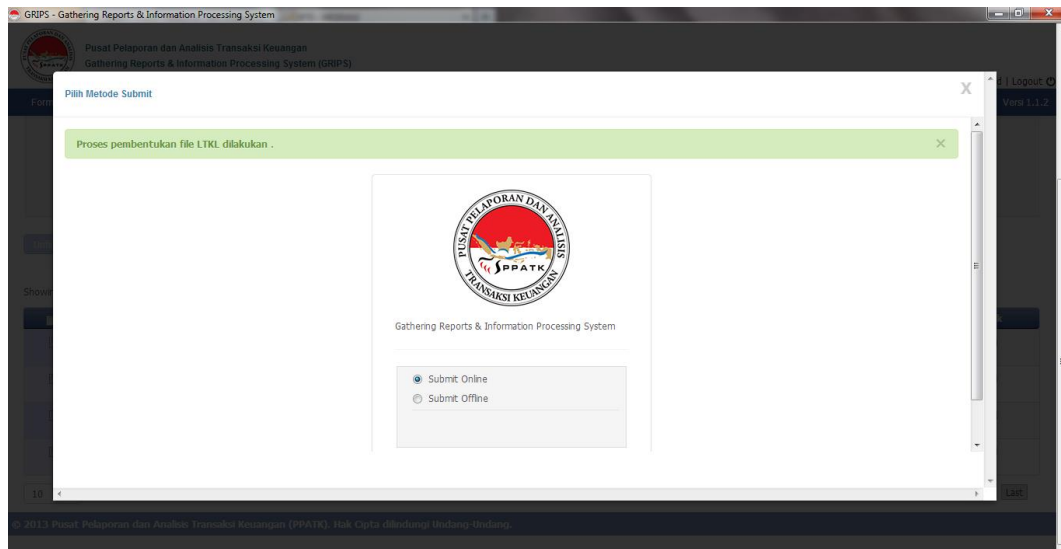 GRIPS - Gathering Reports & Information Processing System
Pusat Pelaporan dan Analisis Transaksi Keuangan
Gathering Reports & Information Processing System (GRIPS)
| Logout
Versi 1.1.2
Pilih Metode Submit
X
Proses pembentukan file LTKL dilakukan .
×
PUSAT PELAPORAN DAN ANALISIS
PPATK
TRANSAKSI KEUANGAN
Gathering Reports & Information Processing System
Submit Online
Submit Offline
10
Last
© 2013 Pusat Pelaporan dan Analisis Transaksi Keuangan (PPATK). Hak Cipta dilindungi Undang-Undang.